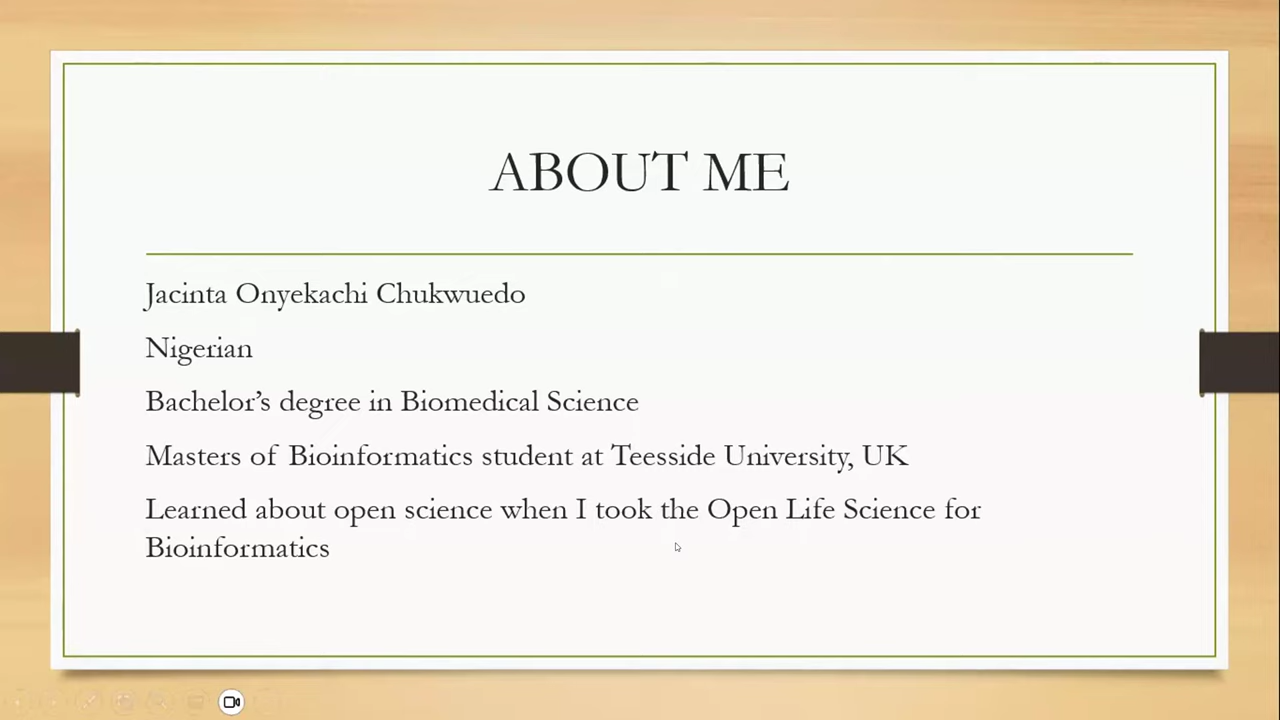 ABOUT ME
Jacinta Onyekachi Chukwuedo
Nigerian
Bachelor’s degree in Biomedical Science
Masters of Bioinformatics student at Teesside University, UK
Learned about open science when I took the Open Life Science for
Bioinformatics